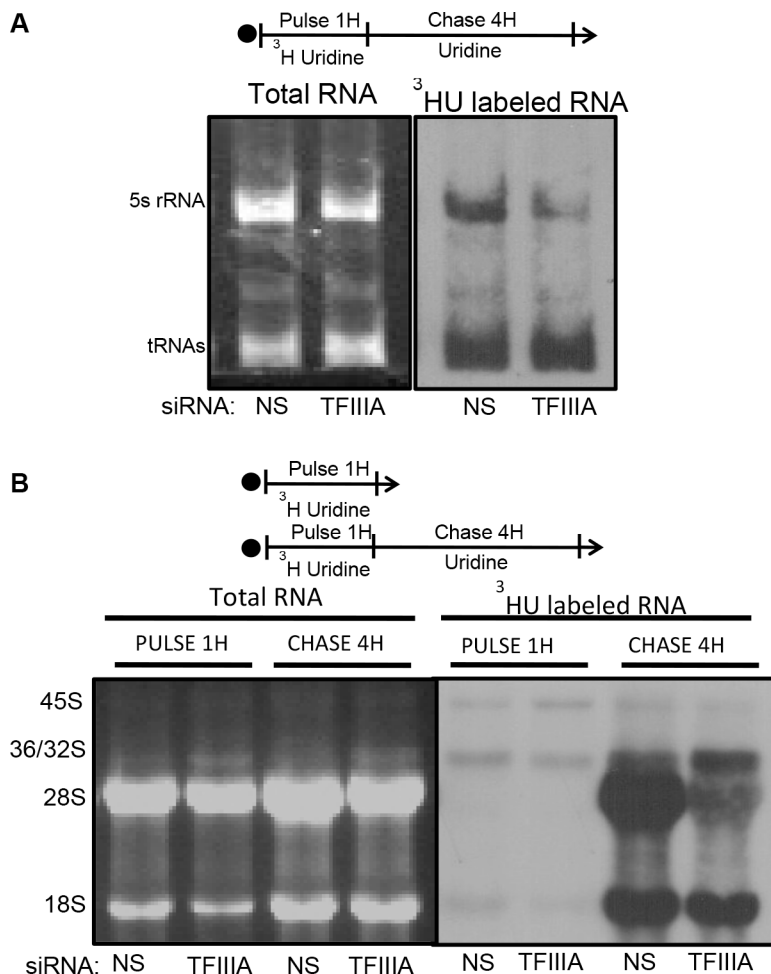 A
Pulse 1H Chase 4H
3H Uridine Uridine
Total RNA 3HU labeled RNA
5s rRNA
tRNAs
siRNA: NS TFIIIA NS TFIIIA
B
Pulse 1H
3H Uridine
Pulse 1H Chase 4H
3H Uridine Uridine
Total RNA 3HU labeled RNA
PULSE 1H CHASE 4H PULSE 1H CHASE 4H
45S
36/32S
28S
18S
siRNA: NS TFIIIA NS TFIIIA NS TFIIIA NS TFIIIA